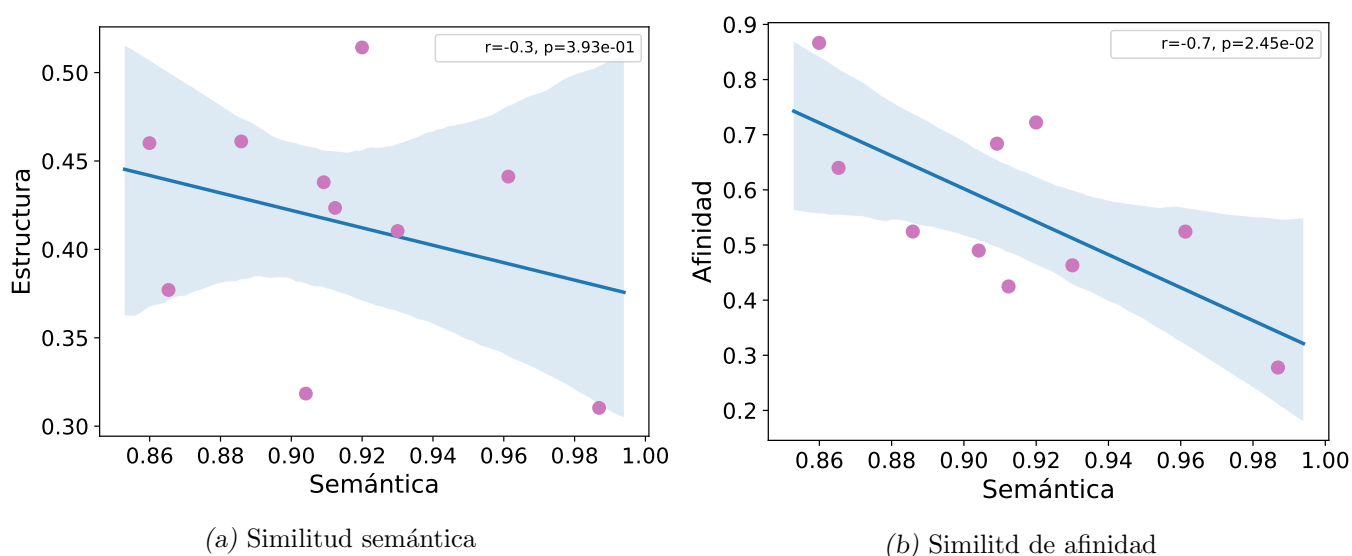 r=-0.3, p=3.93e-01
0.50
0.45
0.40
0.35
0.30
Estructura
0.86 0.88 0.90 0.92 0.94 0.96 0.98 1.00
Semántica
(a) Similitud semántica
r=-0.7, p=2.45e-02
0.9
0.8
0.7
0.6
0.5
0.4
0.3
0.2
Afinidad
0.86 0.88 0.90 0.92 0.94 0.96 0.98 1.00
Semántica
(b) Similitd de afinidad